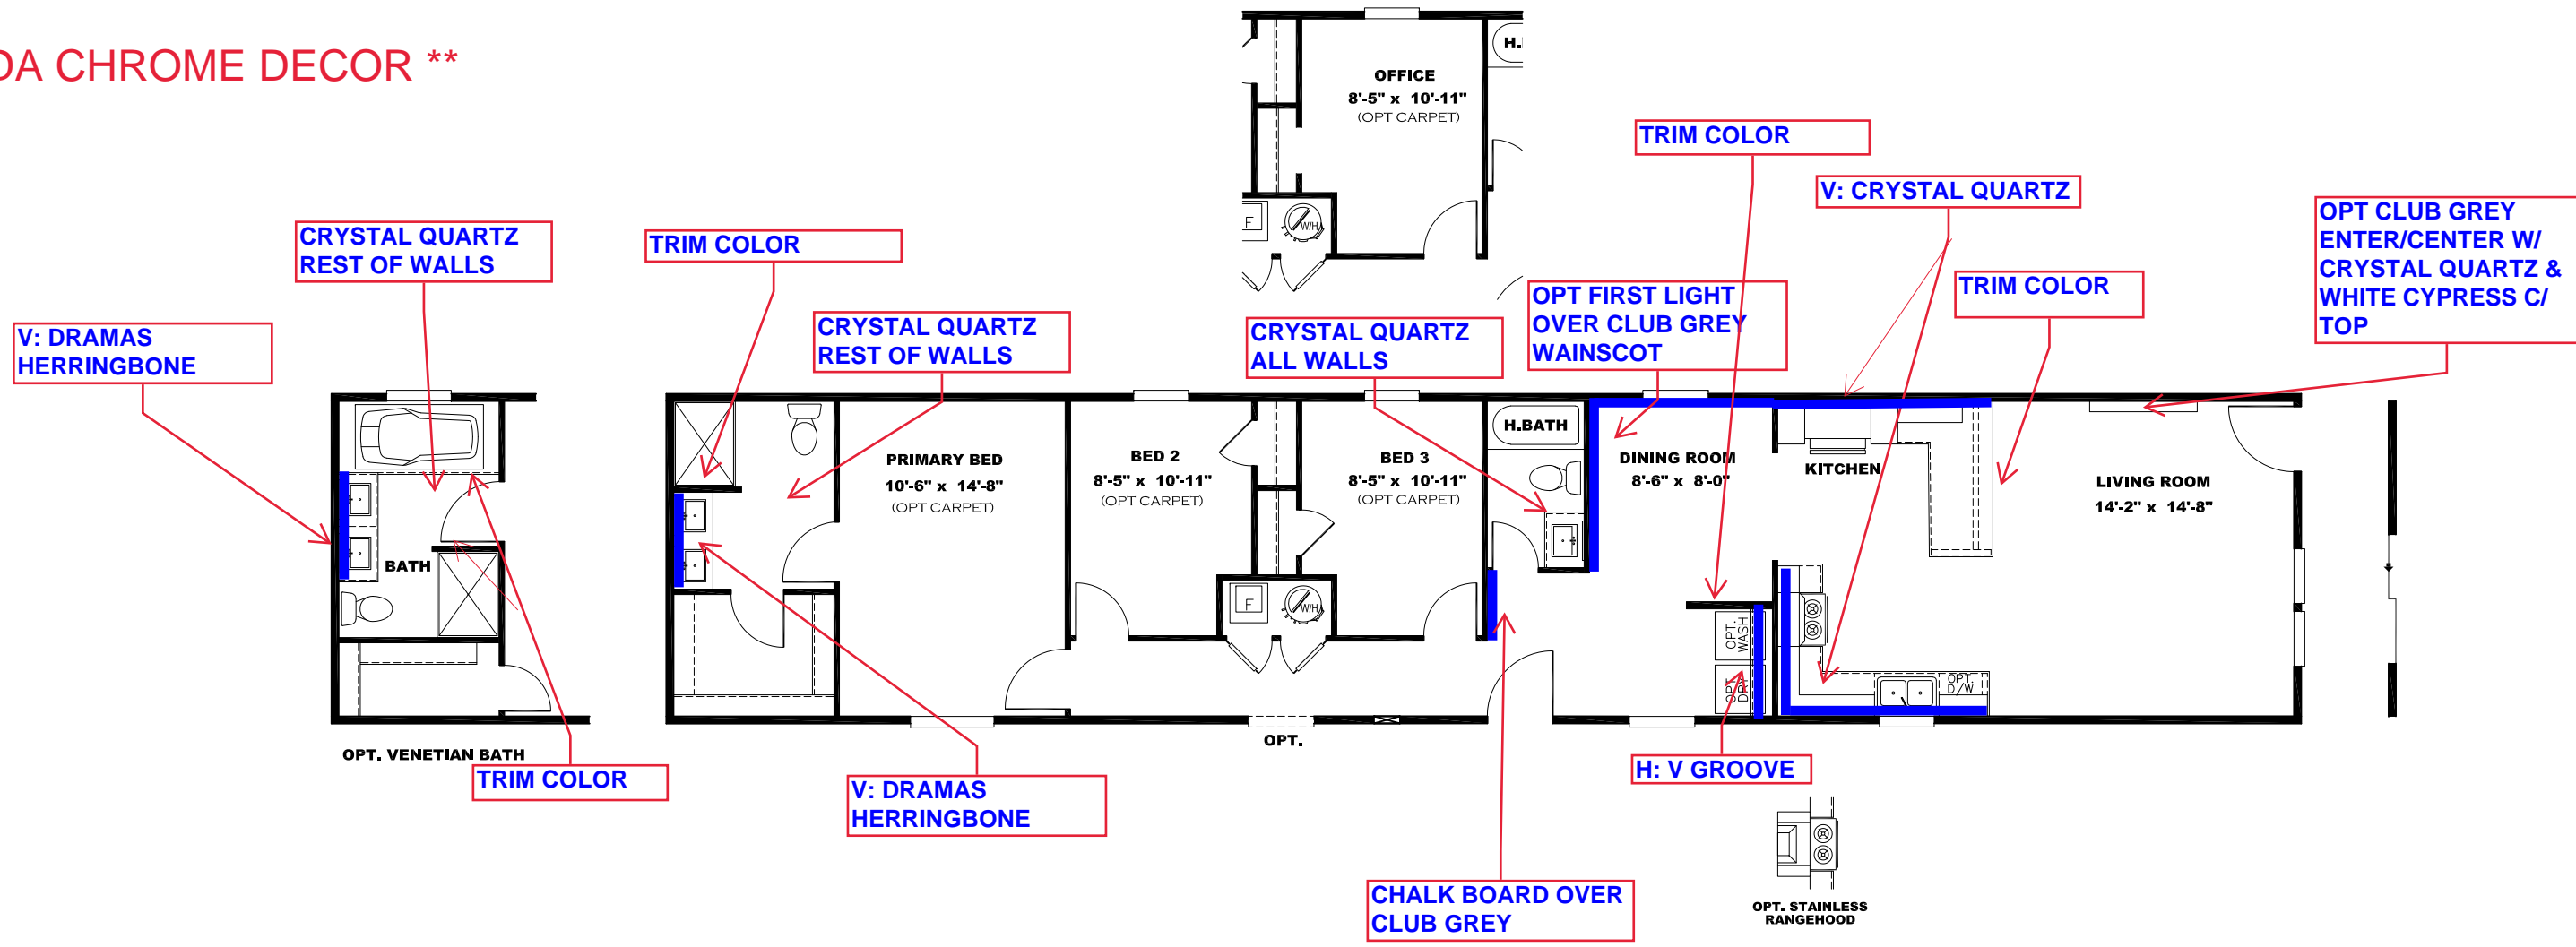 DA CHROME DECOR **
H.
OFFICE
8'-5" x 10'-11"
(OPT CARPET)
F
W/H
TRIM COLOR
V: CRYSTAL QUARTZ
OPT CLUB GREY
ENTER/CENTER W/
CRYSTAL QUARTZ &
WHITE CYPRESS C/
TOP
CRYSTAL QUARTZ
REST OF WALLS
TRIM COLOR
TRIM COLOR
OPT FIRST LIGHT
OVER CLUB GREY
WAINSCOT
V: DRAMAS
HERRINGBONE
CRYSTAL QUARTZ
REST OF WALLS
CRYSTAL QUARTZ
ALL WALLS
H.BATH
PRIMARY BED
10'-6" x 14'-8"
(OPT CARPET)
BED 2
8'-5" x 10'-11"
(OPT CARPET)
BED 3
8'-5" x 10'-11"
(OPT CARPET)
DINING ROOM
8'-6" x 8'-0"
KITCHEN
LIVING ROOM
14'-2" x 14'-8"
BATH
F
W/H
OPT.
WASH
OPT.
DRY
OPT.
D/W
OPT. VENETIAN BATH
TRIM COLOR
OPT.
V: DRAMAS
HERRINGBONE
H: V GROOVE
CHALK BOARD OVER
CLUB GREY
OPT. STAINLESS
RANGEHOOD